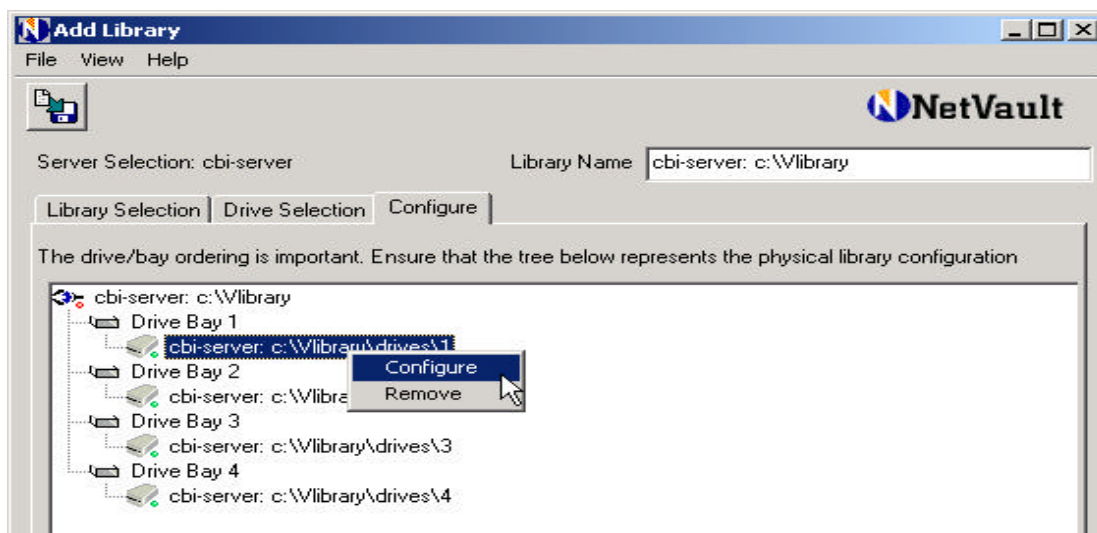 Add Library
File View Help
NetVault
Server Selection: cbi-server Library Name cbi-server: c:\Vlibrary
Library Selection Drive Selection Configure
The drive/bay ordering is important. Ensure that the tree below represents the physical library configuration
cbi-server: c:\Vlibrary
Drive Bay 1
cbi-server: c:\Vlibrary\drives\1
Configure
Drive Bay 2
Remove
cbi-server: c:\Vlibra
Drive Bay 3
cbi-server: c:\Vlibrary\drives\3
Drive Bay 4
cbi-server: c:\Vlibrary\drives\4